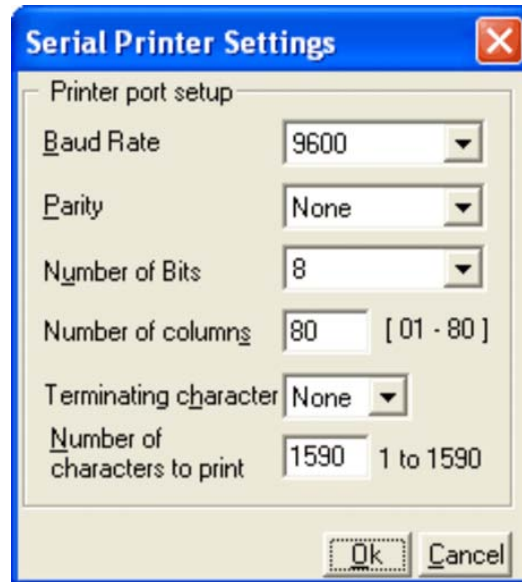 Serial Printer Settings
Printer port setup
Baud Rate 9600
Parity None
Number of Bits 8
Number of columns 80 [ 01 - 80 ]
Terminating character None
Number of
characters to print 1590 1 to 1590
Ok Cancel